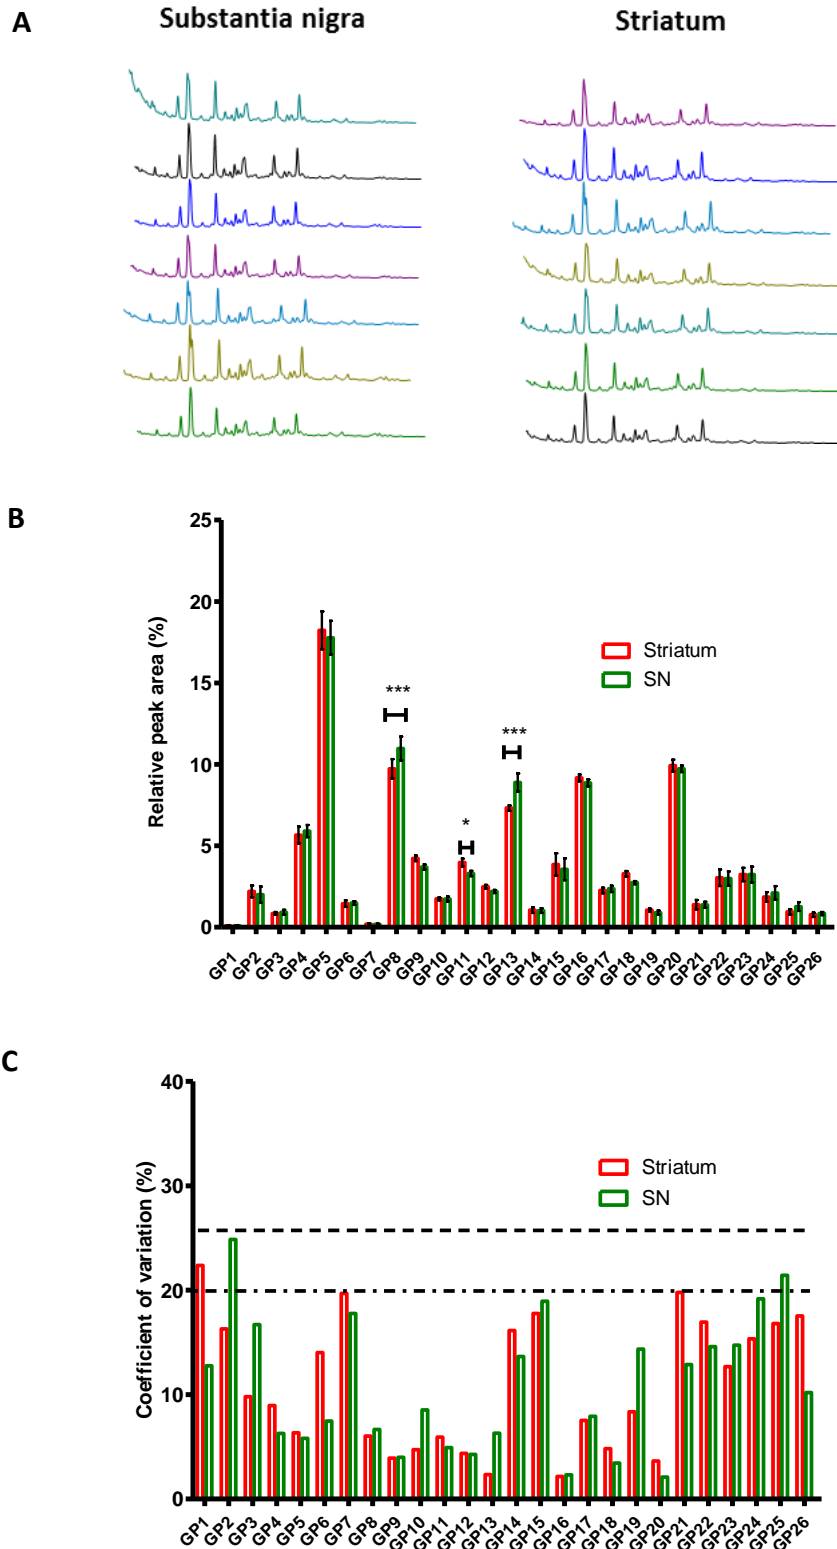 A
Substantia nigra
Striatum
B
Relative peak area (%)
25
20
15
10
5
0
Striatum
SN
***
*
***
GP1
GP2
GP3
GP4
GP5
GP6
GP7
GP8
GP9
GP10
GP11
GP12
GP13
GP14
GP15
GP16
GP17
GP18
GP19
GP20
GP21
GP22
GP23
GP24
GP25
GP26
C
Coefficient of variation (%)
40
30
20
10
0
Striatum
SN
GP1
GP2
GP3
GP4
GP5
GP6
GP7
GP8
GP9
GP10
GP11
GP12
GP13
GP14
GP15
GP16
GP17
GP18
GP19
GP20
GP21
GP22
GP23
GP24
GP25
GP26